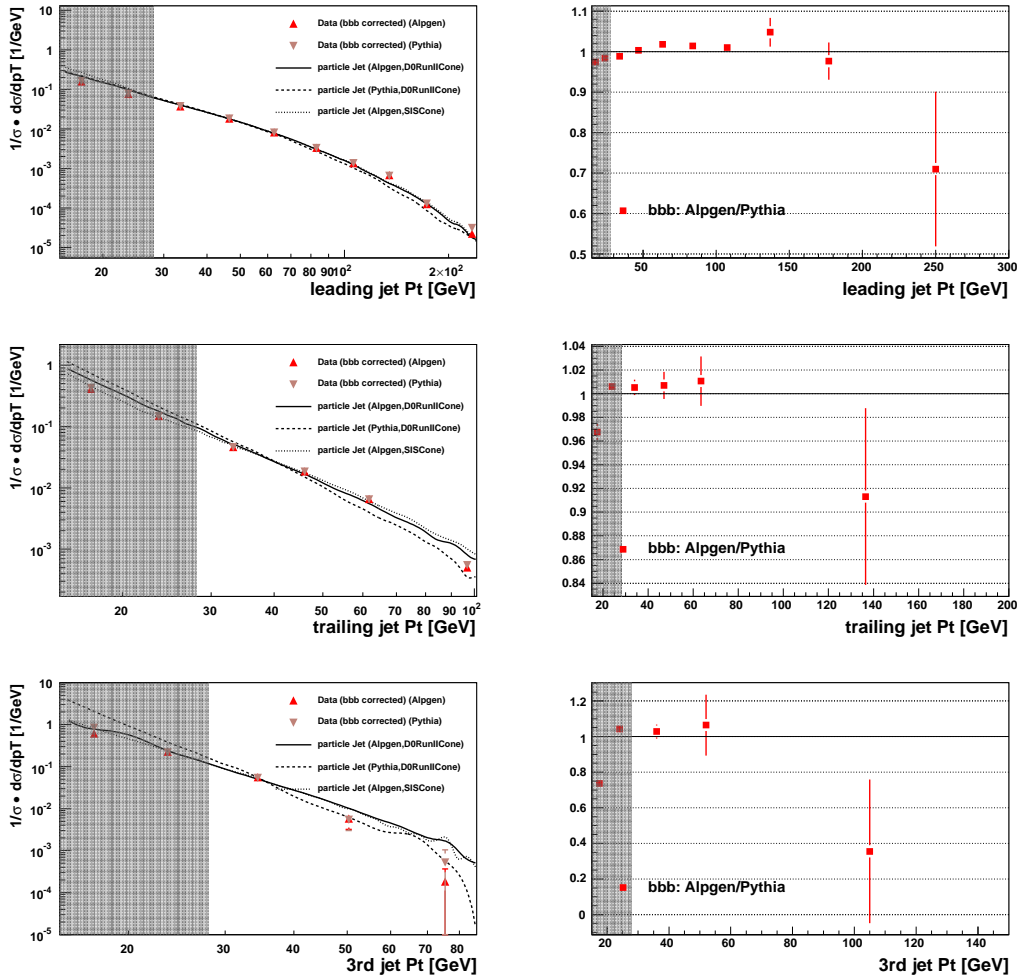 1/σ • dσ/dpT [1/GeV]
10
1
10-1
10-2
10-3
10-4
10-5
Data (bbb corrected) (Alpgen)
Data (bbb corrected) (Pythia)
particle Jet (Alpgen,D0RunIICone)
particle Jet (Pythia,D0RunIICone)
particle Jet (Alpgen,SISCone)
20 30 40 50 60 70 80 90 10² 2×10²
leading jet Pt [GeV]
1.1
1
0.9
0.8
0.7
0.6
0.5
bbb: Alpgen/Pythia
50 100 150 200 250 300
leading jet Pt [GeV]
1/σ • dσ/dpT [1/GeV]
1
10-1
10-2
10-3
Data (bbb corrected) (Alpgen)
Data (bbb corrected) (Pythia)
particle Jet (Alpgen,D0RunIICone)
particle Jet (Pythia,D0RunIICone)
particle Jet (Alpgen,SISCone)
20 30 40 50 60 70 80 90 10²
trailing jet Pt [GeV]
1.04
1.02
1
0.98
0.96
0.94
0.92
0.9
0.88
0.86
0.84
bbb: Alpgen/Pythia
20 40 60 80 100 120 140 160 180 200
trailing jet Pt [GeV]
1/σ • dσ/dpT [1/GeV]
10
1
10-1
10-2
10-3
10-4
10-5
Data (bbb corrected) (Alpgen)
Data (bbb corrected) (Pythia)
particle Jet (Alpgen,D0RunIICone)
particle Jet (Pythia,D0RunIICone)
particle Jet (Alpgen,SISCone)
20 30 40 50 60 70 80
3rd jet Pt [GeV]
1.2
1
0.8
0.6
0.4
0.2
0
bbb: Alpgen/Pythia
20 40 60 80 100 120 140
3rd jet Pt [GeV]